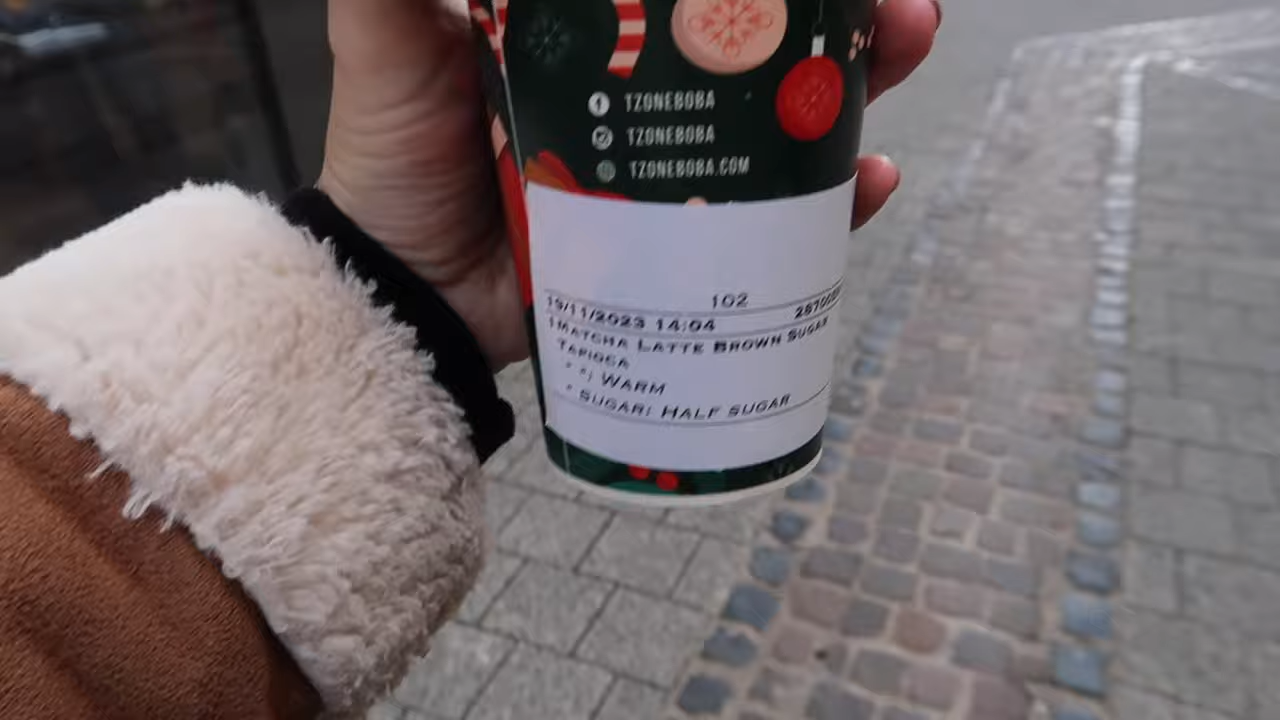 TZONEBOBA
TZONEBOBA
TZONEBOBA.COM
102
19/11/2023 14:04
1MATCHA LATTE BROWN SUGAR
TAPIOCA
* *) WARM
* SUGAR: HALF SUGAR